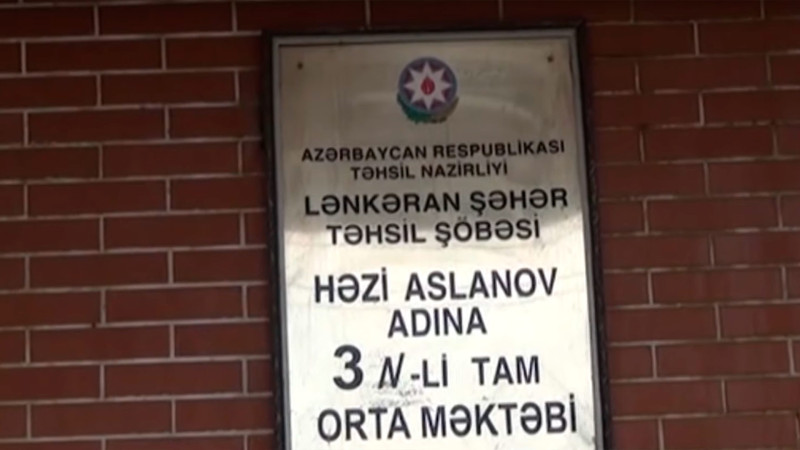 AZƏRBAYCAN RESPUBLİKASI
TƏHSİL NAZİRLİYİ
LƏNKƏRAN ŞƏHƏR
TƏHSİL ŞÖBƏSİ
HƏZİ ASLANOV
ADINA
3 N-Lİ TAM
ORTA MƏKTƏBİ